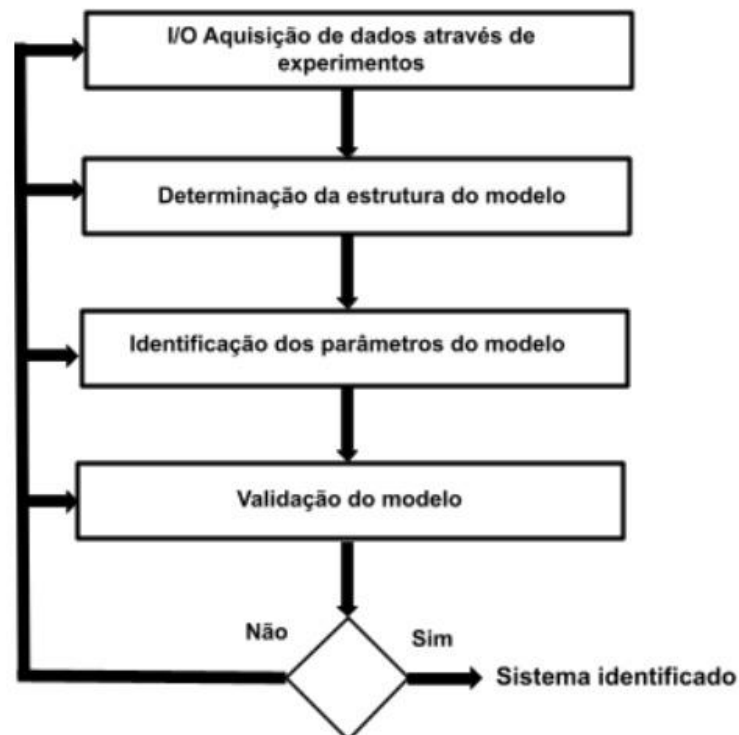 I/O Aquisição de dados através de
experimentos
Determinação da estrutura do modelo
Identificação dos parâmetros do modelo
Validação do modelo
Não
Sim
Sistema identificado